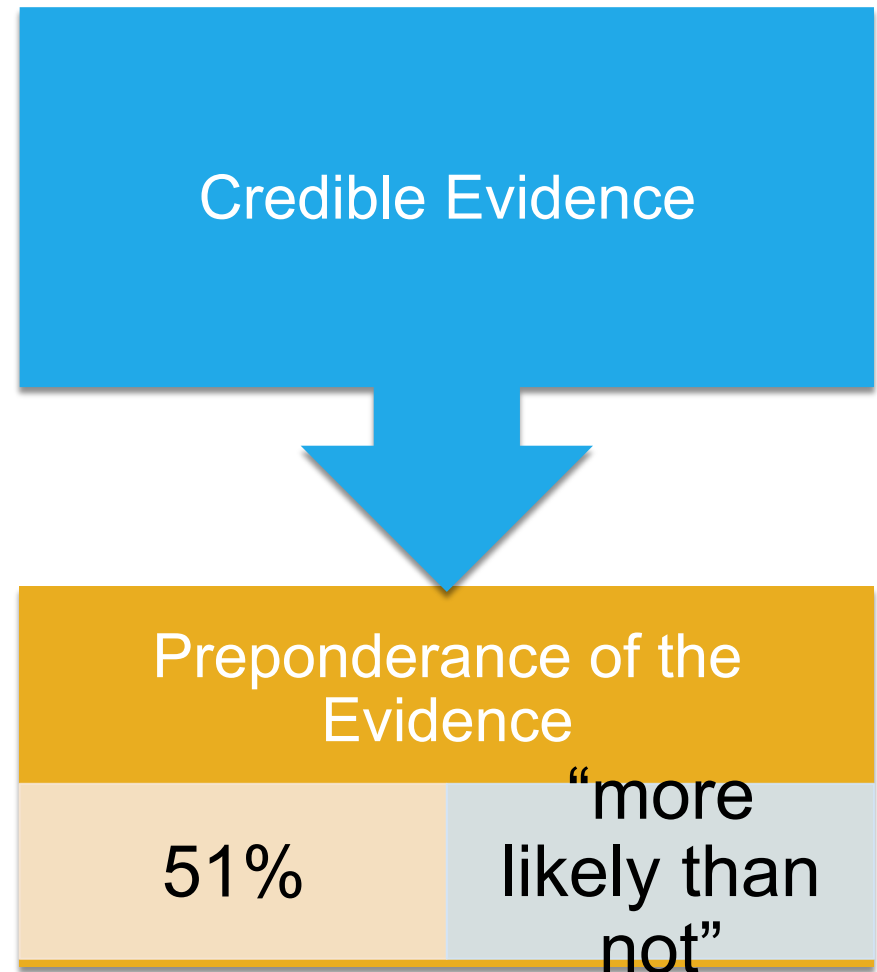 Credible Evidence
Preponderance of the
Evidence
51%
“more
likely than
not”